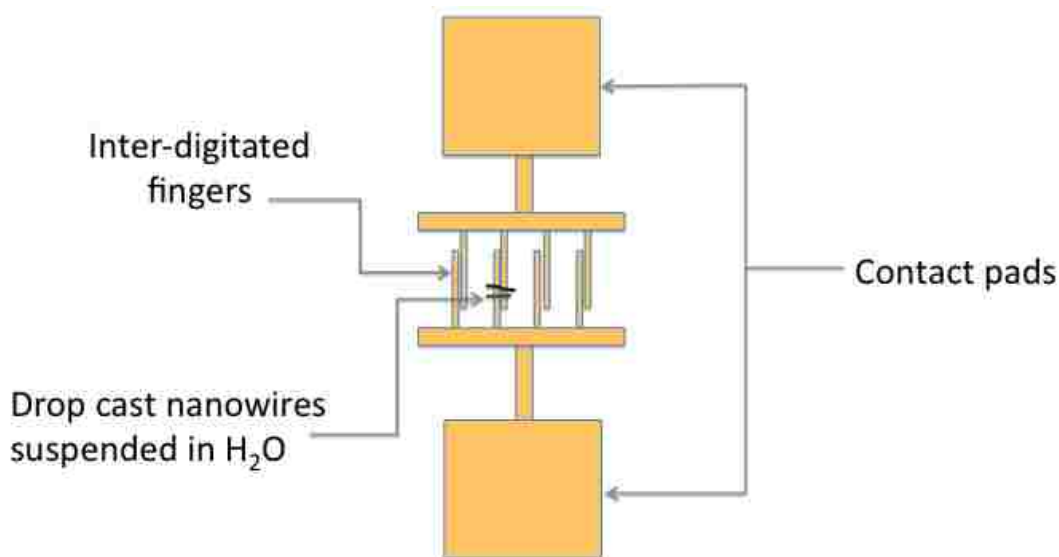 Inter-digitated
fingers
Contact pads
Drop cast nanowires
suspended in H₂O